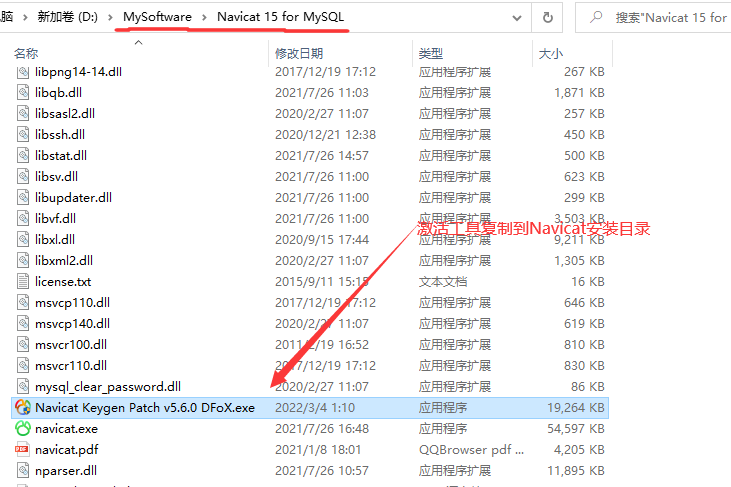 脑 > 新加卷 (D:) > MySoftware > Navicat 15 for MySQL 搜索"Navicat 15 for
名称 修改日期 类型 大小
libpng14-14.dll 2017/12/19 17:12 应用程序扩展 267 KB
libqb.dll 2021/7/26 11:03 应用程序扩展 1,871 KB
libsasl2.dll 2020/2/27 11:07 应用程序扩展 257 KB
libssh.dll 2020/12/21 12:38 应用程序扩展 450 KB
libstat.dll 2021/7/26 14:57 应用程序扩展 500 KB
libsv.dll 2021/7/26 11:00 应用程序扩展 623 KB
libupdater.dll 2021/7/26 11:00 应用程序扩展 299 KB
libvf.dll 2021/7/26 11:00 应用程序扩展 3,503 KB
激活工具复制到Navicat安装目录
libxl.dll 2020/9/15 17:44 应用程序扩展 9,211 KB
libxml2.dll 2020/2/27 11:07 应用程序扩展 1,305 KB
license.txt 2015/9/11 15:15 文本文档 16 KB
msvcp110.dll 2017/12/19 17:12 应用程序扩展 646 KB
msvcp140.dll 2020/2/27 11:07 应用程序扩展 619 KB
msvcr100.dll 2011/2/19 16:52 应用程序扩展 810 KB
msvcr110.dll 2017/12/19 17:12 应用程序扩展 830 KB
mysql_clear_password.dll 2020/2/27 11:07 应用程序扩展 86 KB
Navicat Keygen Patch v5.6.0 DFoX.exe 2022/3/4 1:10 应用程序 19,264 KB
navicat.exe 2021/7/26 16:48 应用程序 54,597 KB
navicat.pdf 2021/1/8 18:01 QQBrowser pdf ... 4,205 KB
nparser.dll 2021/7/26 10:57 应用程序扩展 11,895 KB